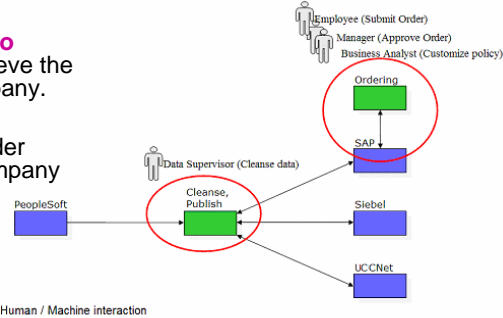 Employee (Submit Order)
Manager (Approve Order)
Business Analyst (Customize policy)
o
eve the
pany.
Ordering
der
mpany
SAP
Data Supervisor (Cleanse data)
Cleanse,
Publish
PeopleSoft
Siebel
UCCNet
Human / Machine interaction